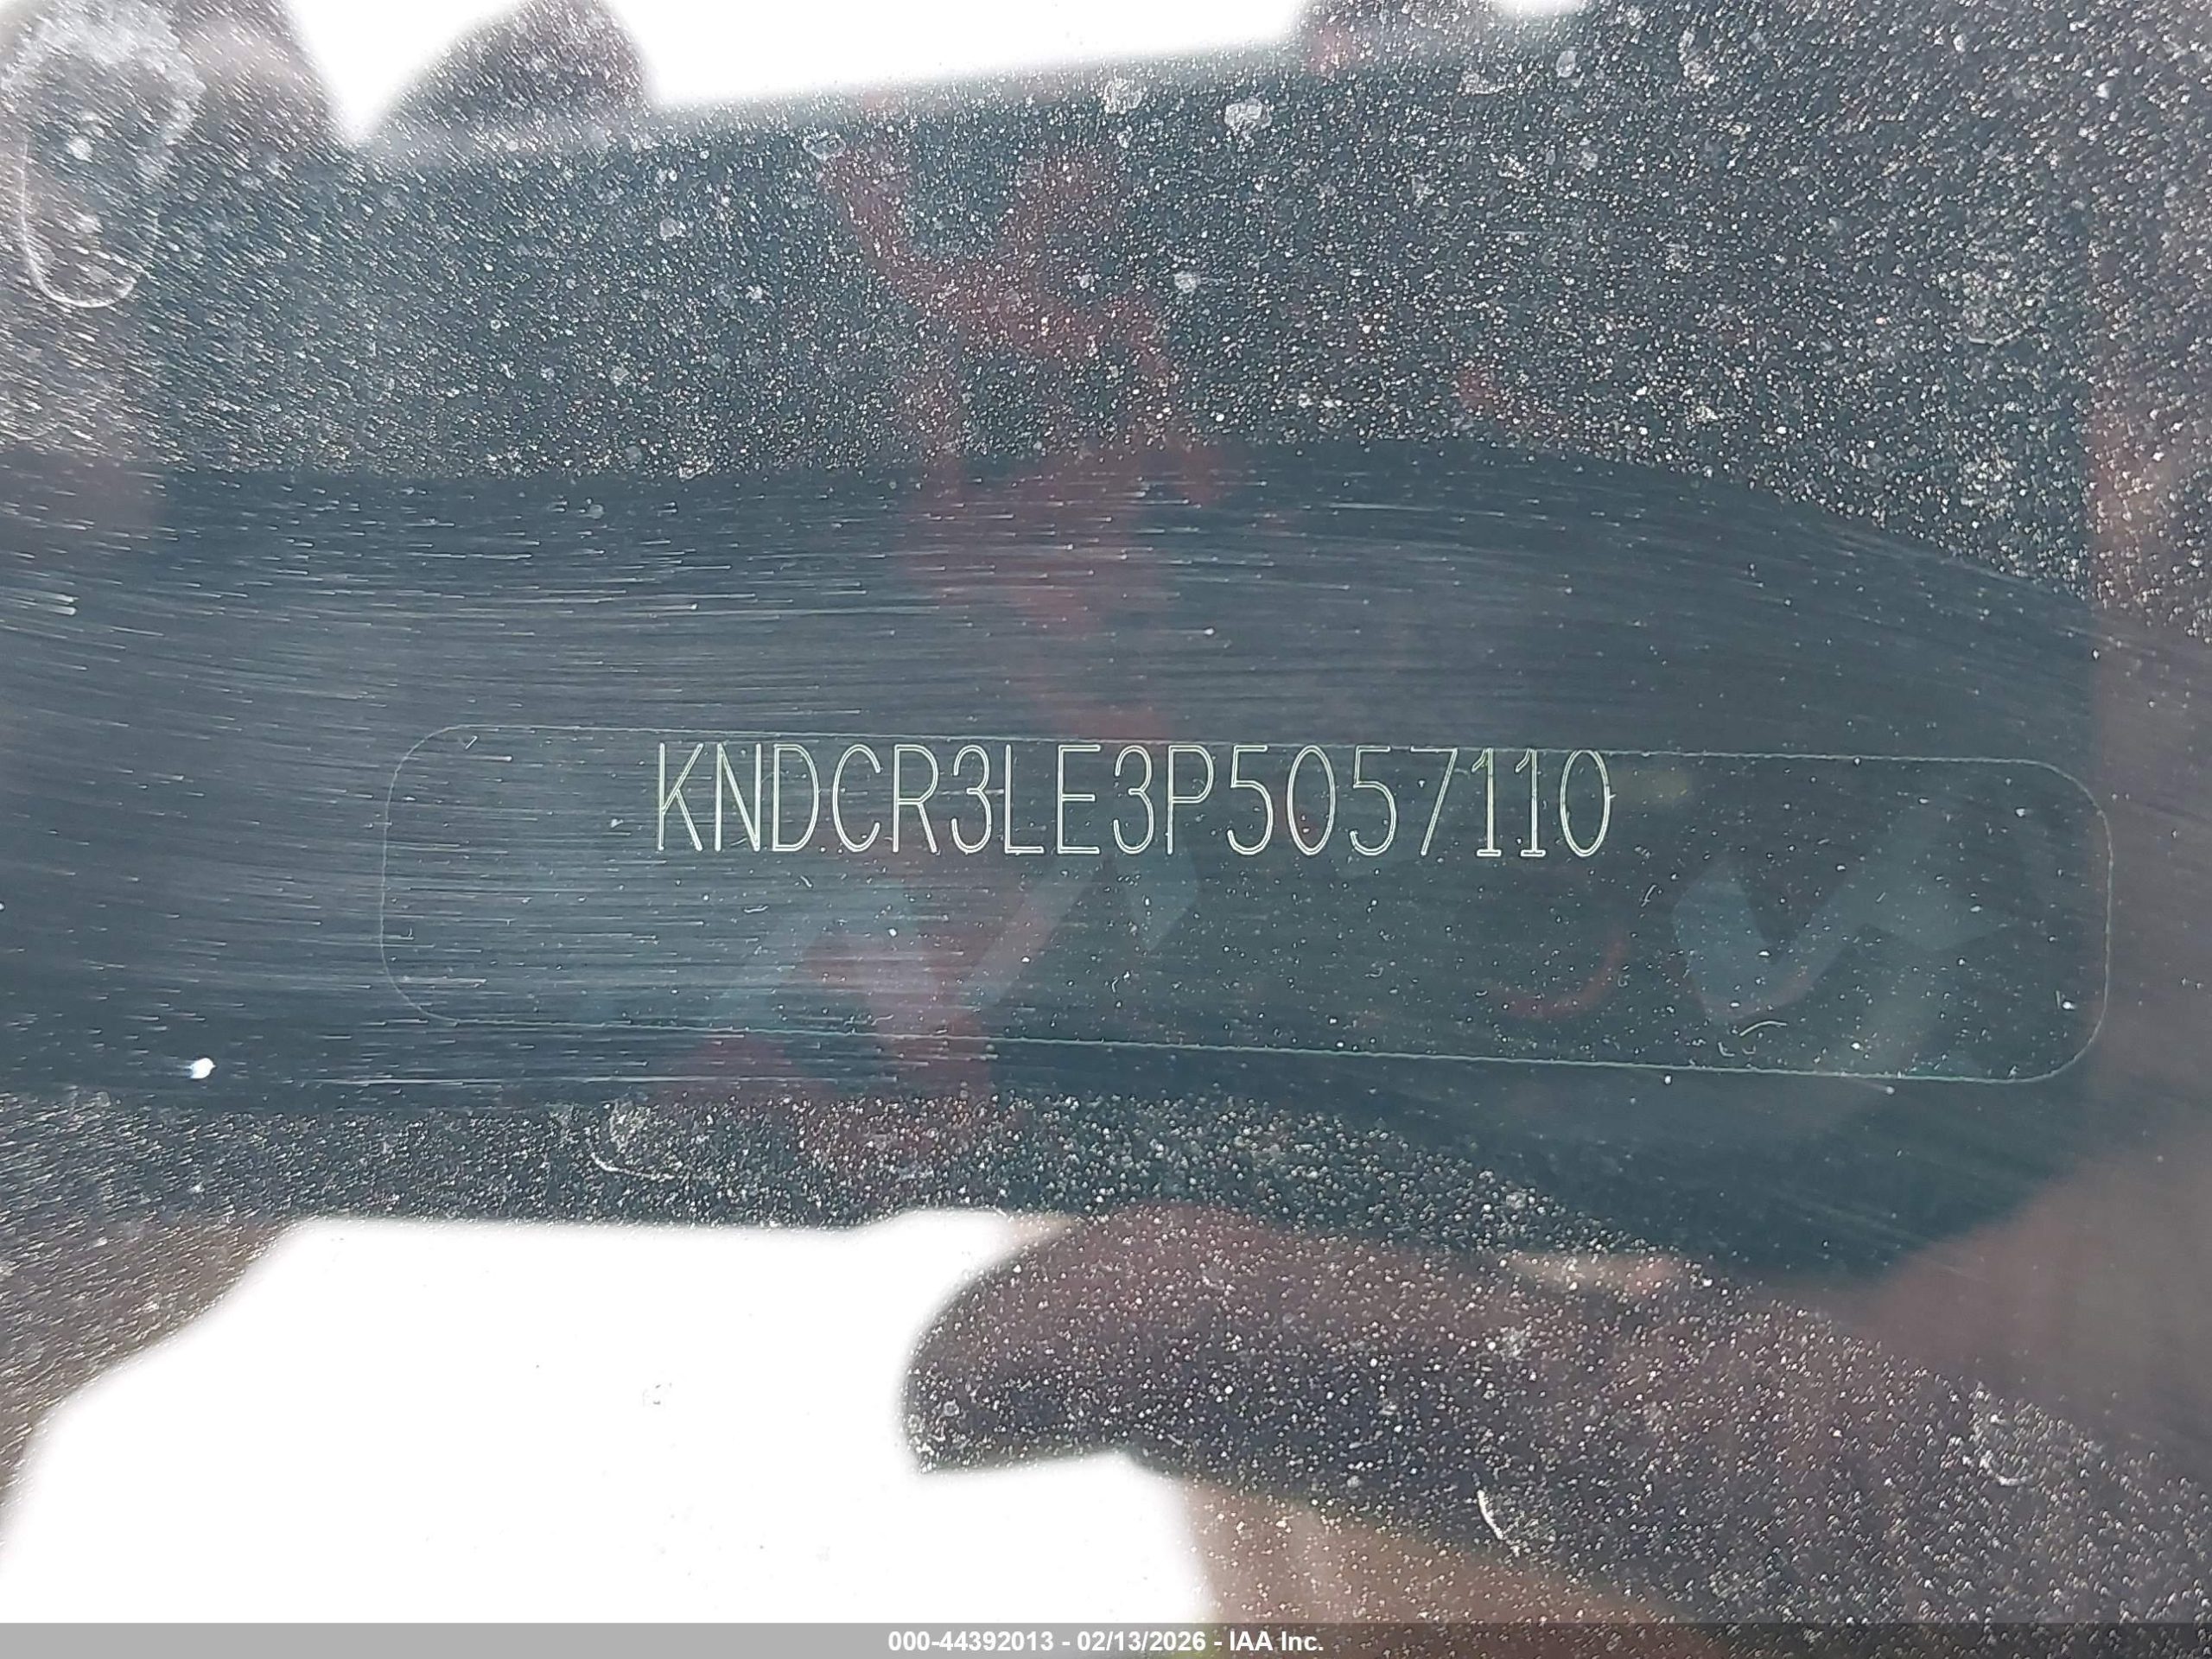 KNDCR3LE3P5057110
000-44392013 - 02/13/2026 - IAA Inc.